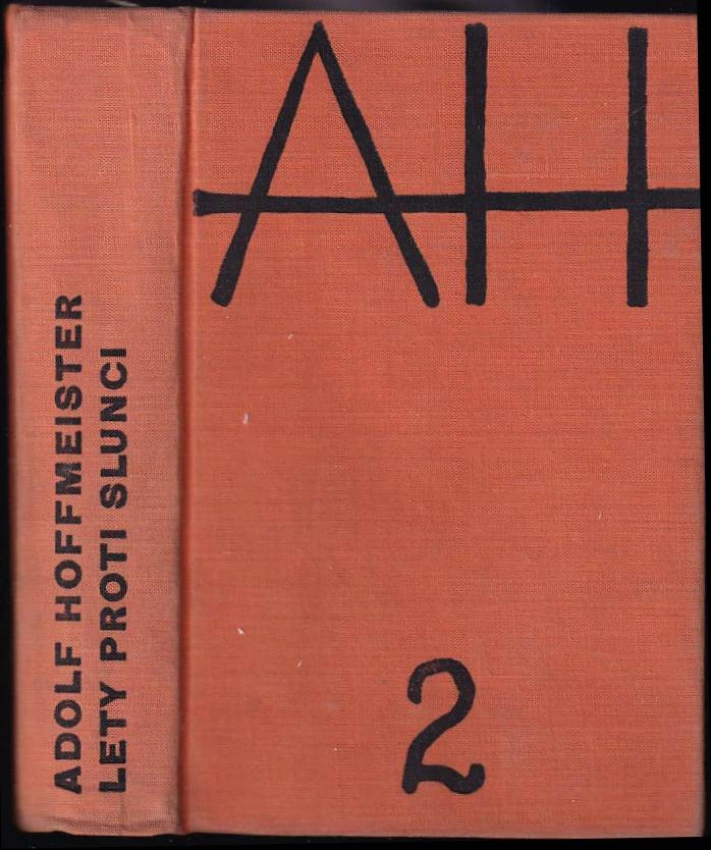 ADOLF HOFFMEISTER
LETY PROTI SLUNCI
AH
2